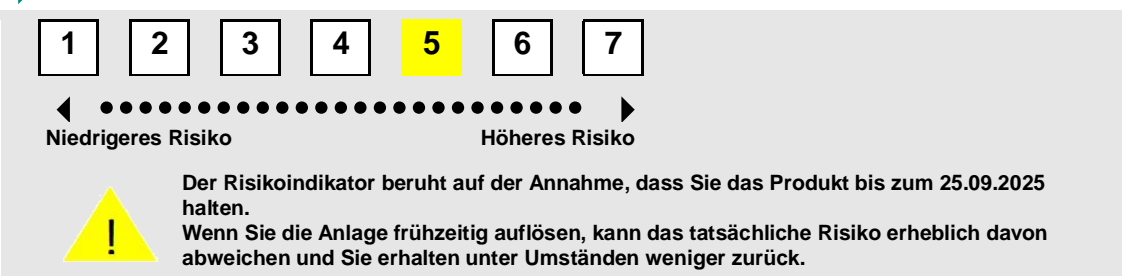 1 2 3 4 5 6 7
Niedrigeres Risiko Höheres Risiko
Der Risikoindikator beruht auf der Annahme, dass Sie das Produkt bis zum 25.09.2025
halten.
Wenn Sie die Anlage frühzeitig auflösen, kann das tatsächliche Risiko erheblich davon
abweichen und Sie erhalten unter Umständen weniger zurück.
!